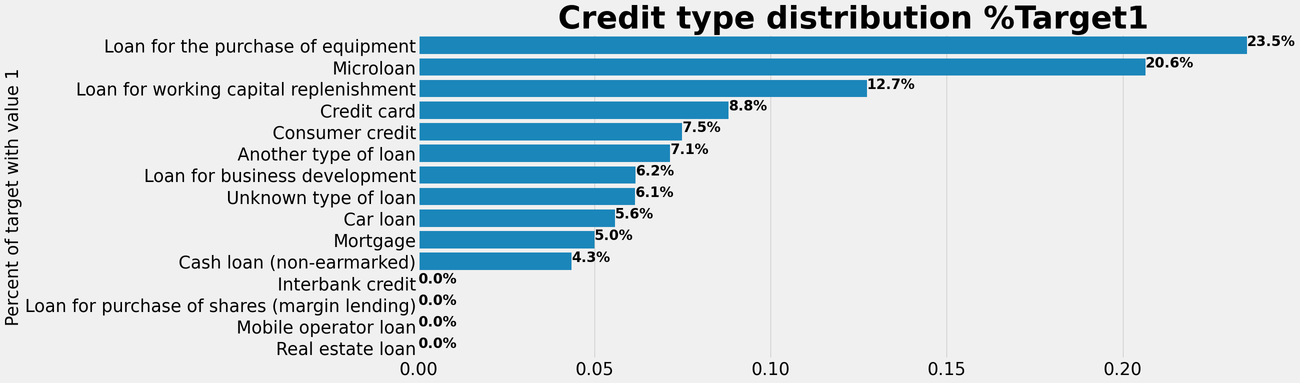 Credit type distribution %Target1
Percent of target with value 1
Loan for the purchase of equipment 23.5%
Microloan 20.6%
Loan for working capital replenishment 12.7%
Credit card 8.8%
Consumer credit 7.5%
Another type of loan 7.1%
Loan for business development 6.2%
Unknown type of loan 6.1%
Car loan 5.6%
Mortgage 5.0%
Cash loan (non-earmarked) 4.3%
Interbank credit 0.0%
Loan for purchase of shares (margin lending) 0.0%
Mobile operator loan 0.0%
Real estate loan 0.0%
0.00 0.05 0.10 0.15 0.20